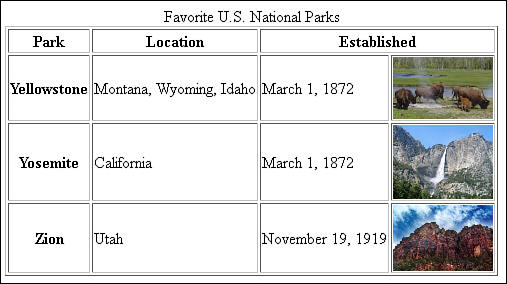 Favorite U.S. National Parks
Park Location Established
Yellowstone Montana, Wyoming, Idaho March 1, 1872
Yosemite California March 1, 1872
Zion Utah November 19, 1919